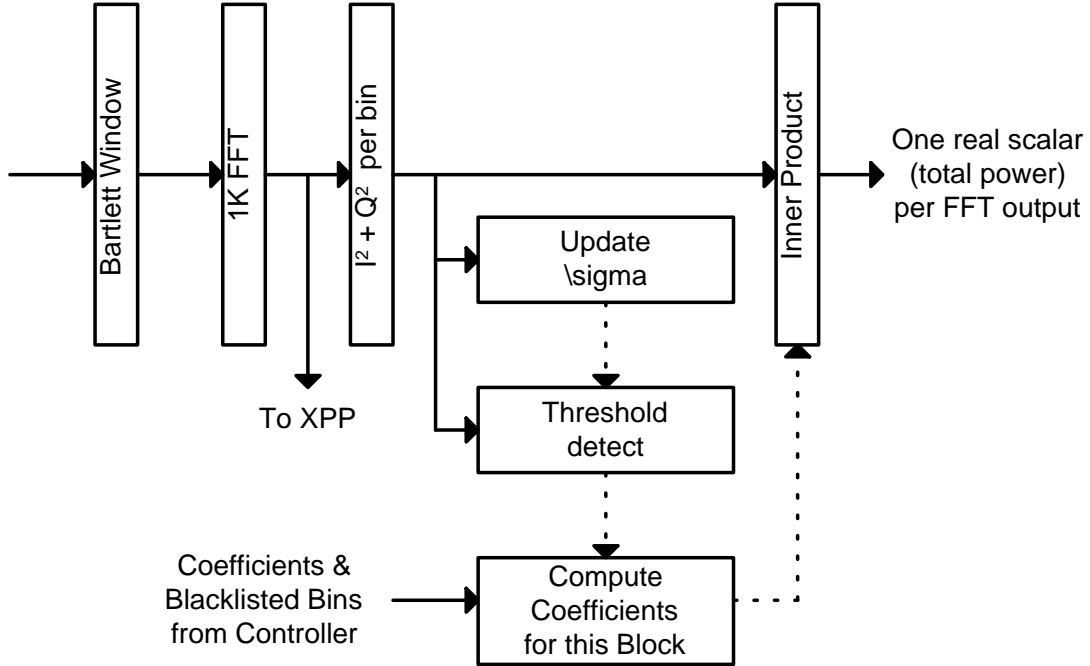 Bartlett Window
1K FFT
I² + Q² per bin
Inner Product
One real scalar
(total power)
per FFT output
Update
\sigma
To XPP
Threshold
detect
Coefficients &
Blacklisted Bins
from Controller
Compute
Coefficients
for this Block